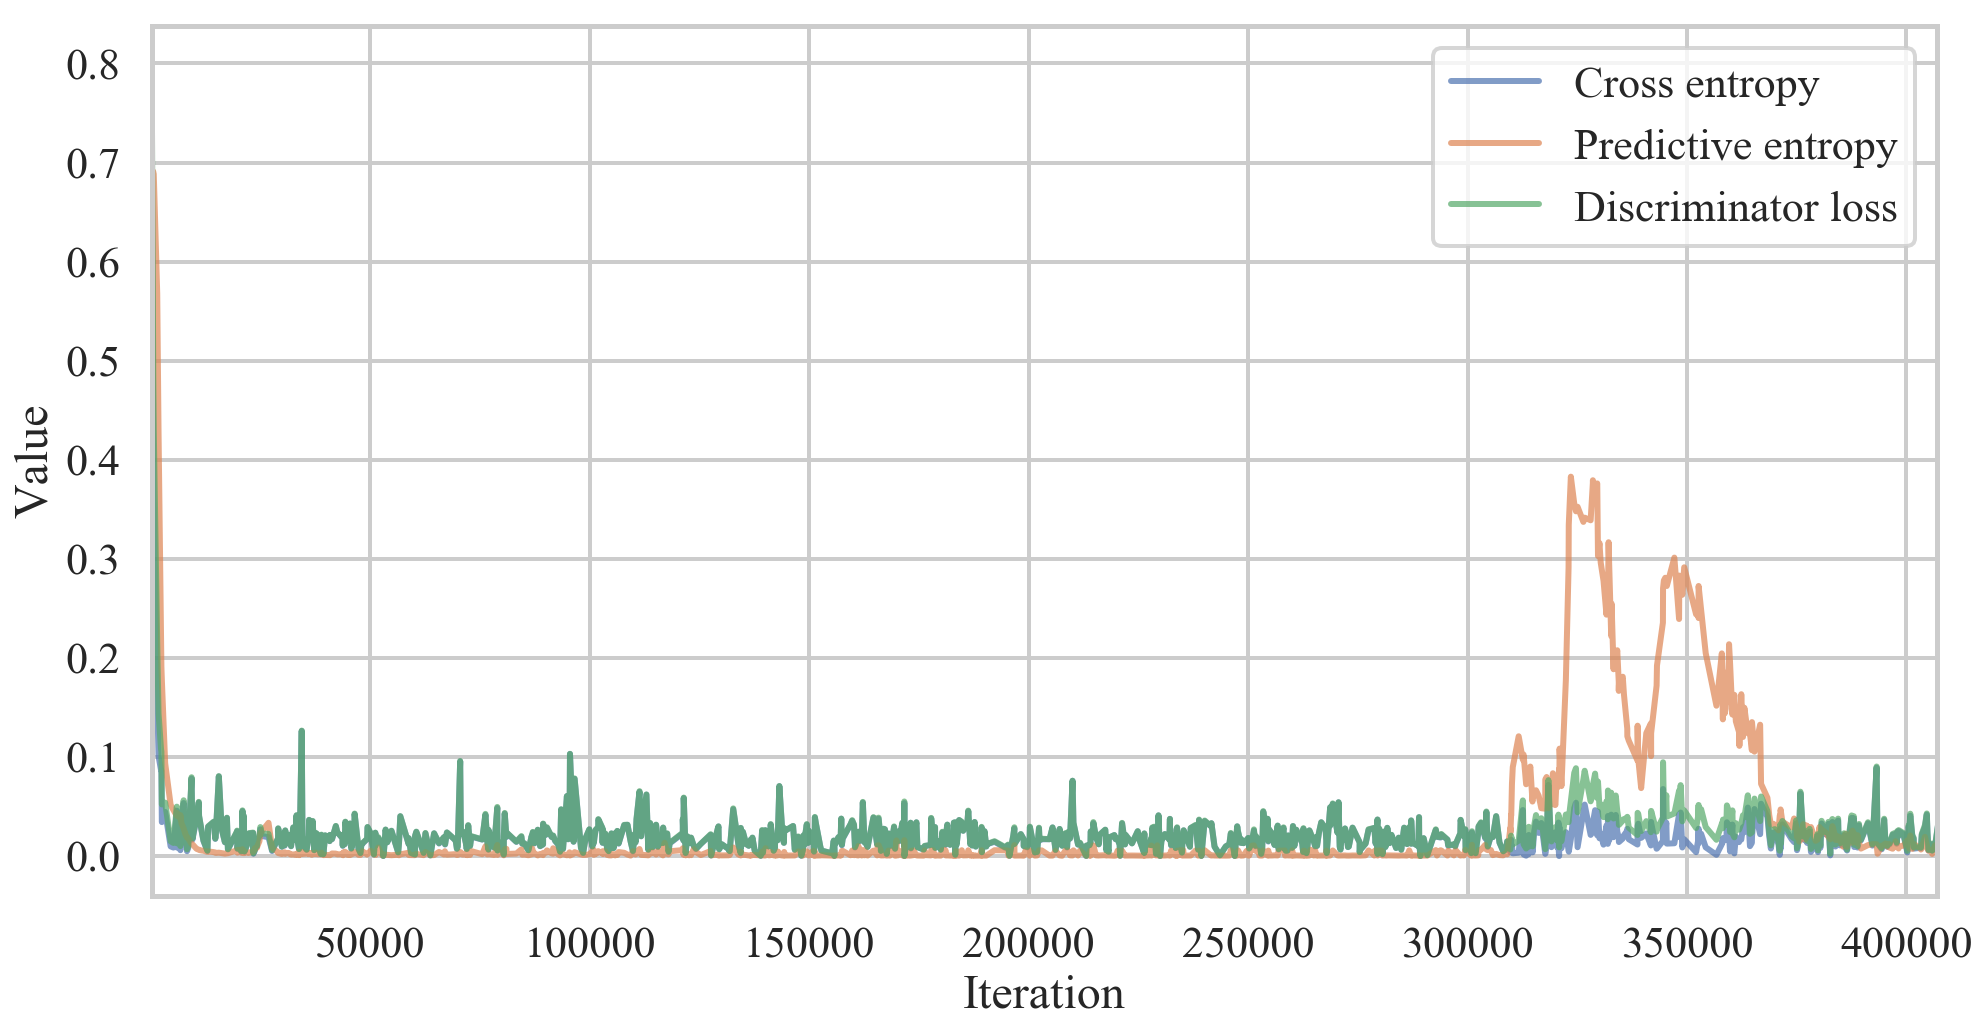 Cross entropy
Predictive entropy
Discriminator loss
0.8
0.7
0.6
0.5
0.4
0.3
0.2
0.1
0.0
Value
50000 100000 150000 200000 250000 300000 350000 400000
Iteration